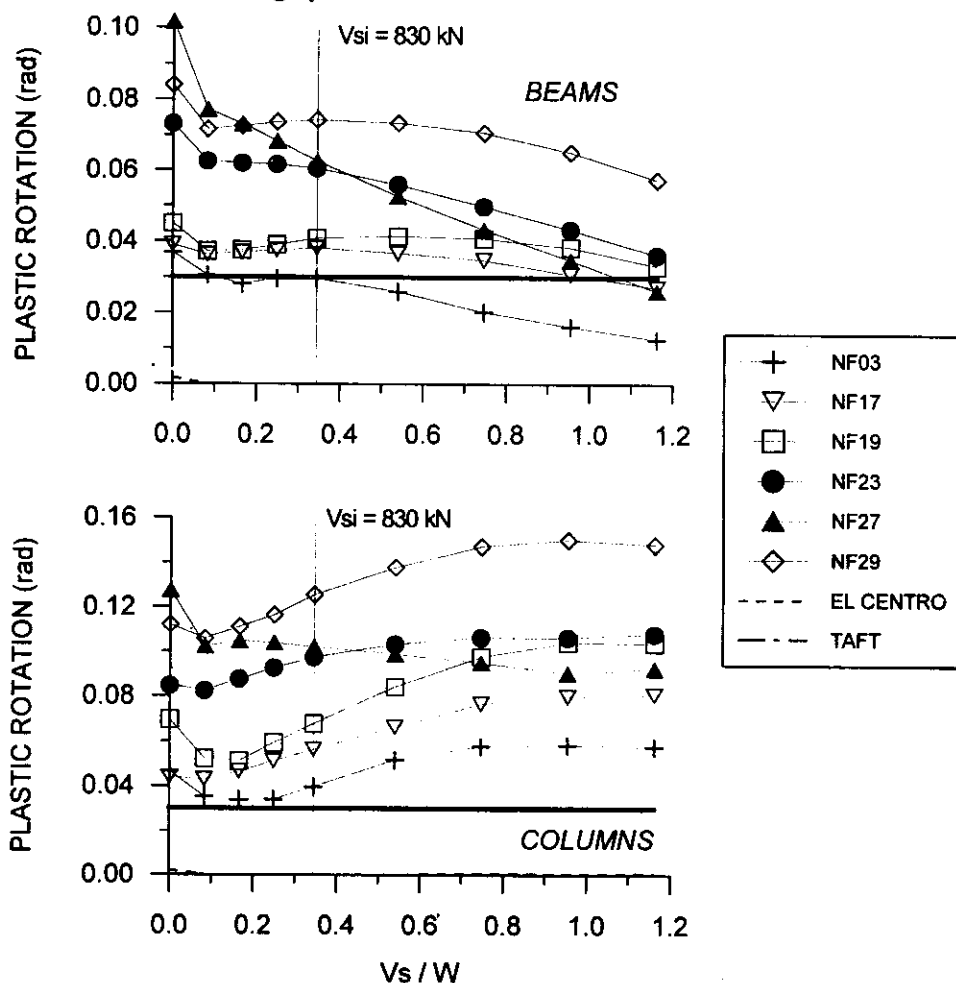 Vsi = 830 kN
BEAMS
PLASTIC ROTATION (rad)
0.10
0.08
0.06
0.04
0.02
0.00
0.0 0.2 0.4 0.6 0.8 1.0 1.2
NF03
NF17
NF19
NF23
NF27
NF29
EL CENTRO
TAFT
Vsi = 830 kN
COLUMNS
PLASTIC ROTATION (rad)
0.16
0.12
0.08
0.04
0.00
0.0 0.2 0.4 0.6 0.8 1.0 1.2
Vs / W